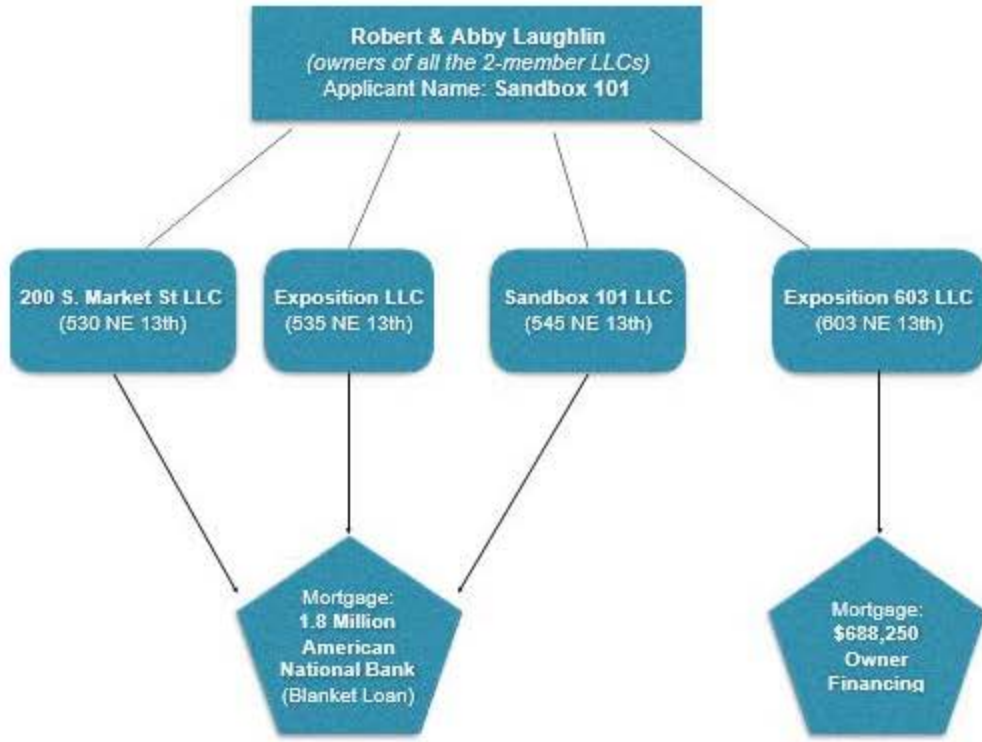 Robert & Abby Laughlin
(owners of all the 2-member LLCs)
Applicant Name: Sandbox 101
200 S. Market St LLC
(530 NE 13th)
Exposition LLC
(535 NE 13th)
Sandbox 101 LLC
(545 NE 13th)
Exposition 603 LLC
(603 NE 13th)
Mortgage:
1.8 Million
American
National Bank
(Blanket Loan)
Mortgage:
$688,250
Owner
Financing